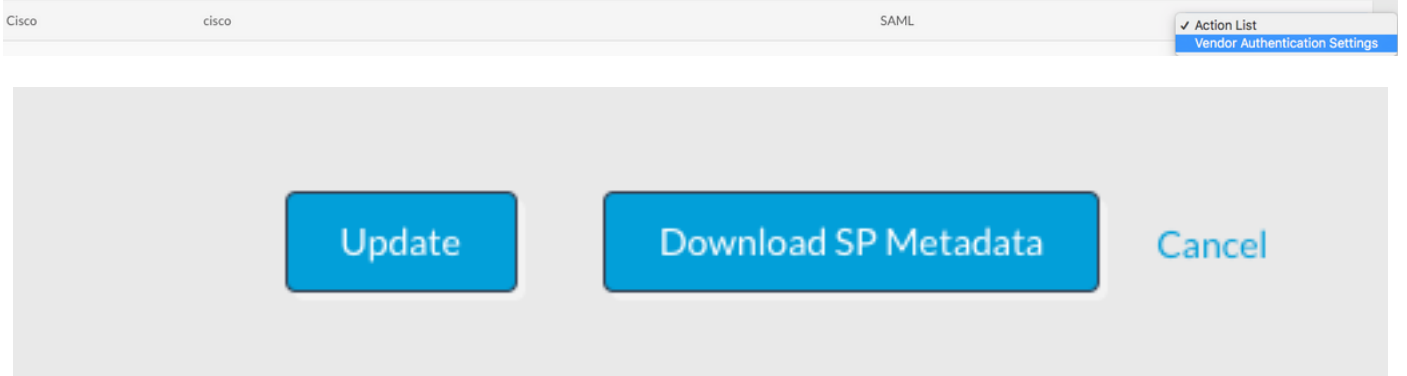 Cisco cisco SAML ✓ Action List
Vendor Authentication Settings
Update Download SP Metadata Cancel